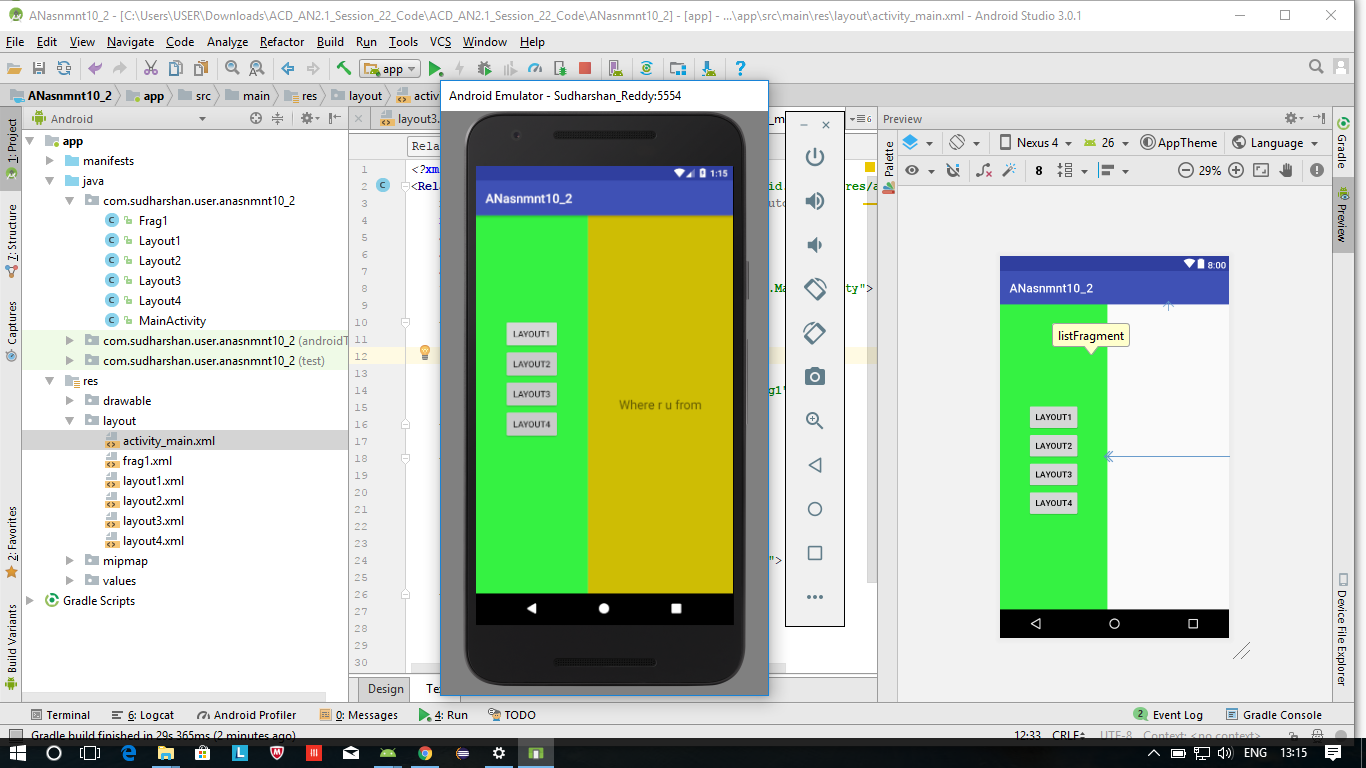 ANasnmnt10_2 - [C:\Users\USER\Downloads\ACD_AN2.1_Session_22_Code\ACD_AN2.1_Session_22_Code\ANasnmnt10_2] - [app] - ...\app\src\main\res\layout\activity_main.xml - Android Studio 3.0.1
File Edit View Navigate Code Analyze Refactor Build Run Tools VCS Window Help
app
ANasnmnt10_2 app src main res layout
Android
1: Project
7: Structure
Captures
2: Favorites
Build Variants
app
manifests
java
com.sudharshan.user.anasnmnt10_2
Frag1
Layout1
Layout2
Layout3
Layout4
MainActivity
com.sudharshan.user.anasnmnt10_2 (androidT
com.sudharshan.user.anasnmnt10_2 (test)
res
drawable
layout
activity_main.xml
frag1.xml
layout1.xml
layout2.xml
layout3.xml
layout4.xml
mipmap
values
Gradle Scripts
layout3.
Rela
1 <?xm
2 <Rel
3
4
5
6
7
8
9
10
11
12
13
14
15
16
17
18
19
20
21
22
23
24
25
26
27
28
29
30
Design
Android Emulator - Sudharshan_Reddy:5554
1:15
ANasnmnt10_2
LAYOUT1
LAYOUT2
LAYOUT3
LAYOUT4
Where r u from
6
Preview
Palette
Nexus 4 26 AppTheme Language
8 29%
8:00
ANasnmnt10_2
listFragment
LAYOUT1
LAYOUT2
LAYOUT3
LAYOUT4
Gradle
Preview
Device File Explorer
Terminal 6: Logcat Android Profiler 0: Messages 4: Run TODO 2 Event Log Gradle Console
Gradle build finished in 29s 365ms (2 minutes ago) 12:33 CRLF UTF-8 Context: <no context>
ENG 13:15